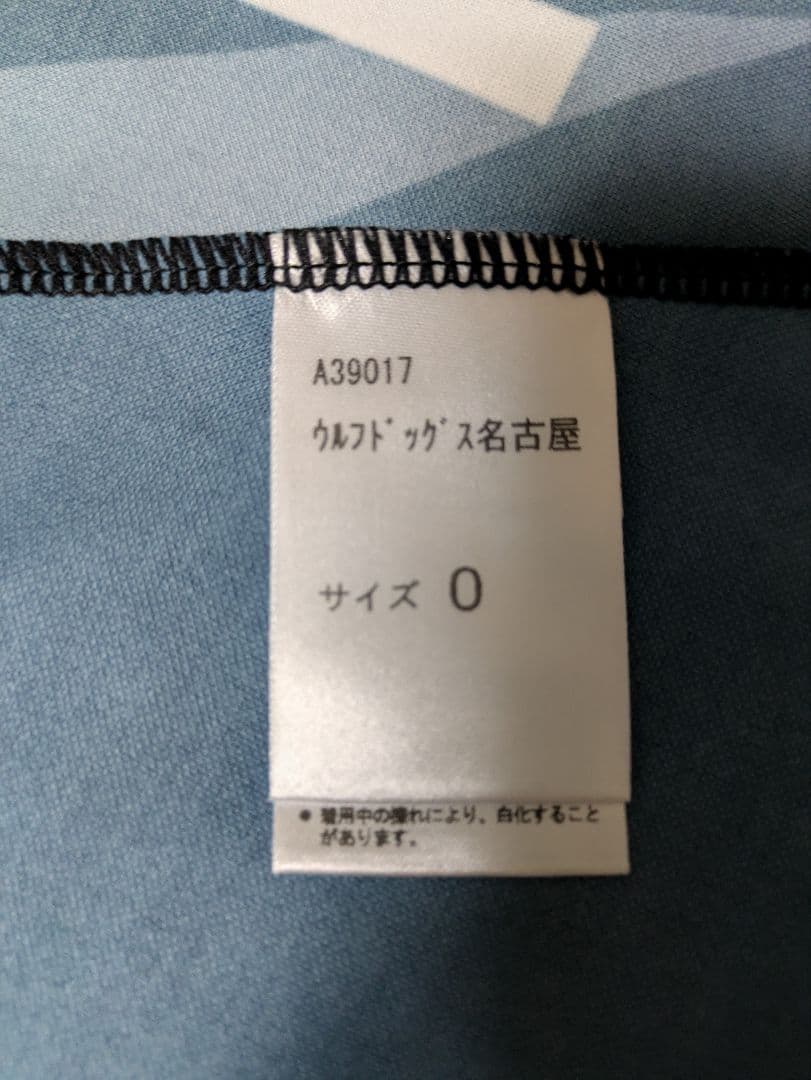 A39017
ｳﾙﾌﾄﾞｯｸﾞｽ名古屋
サイズ 0
● 着用中の擦れにより、白化すること
があります。